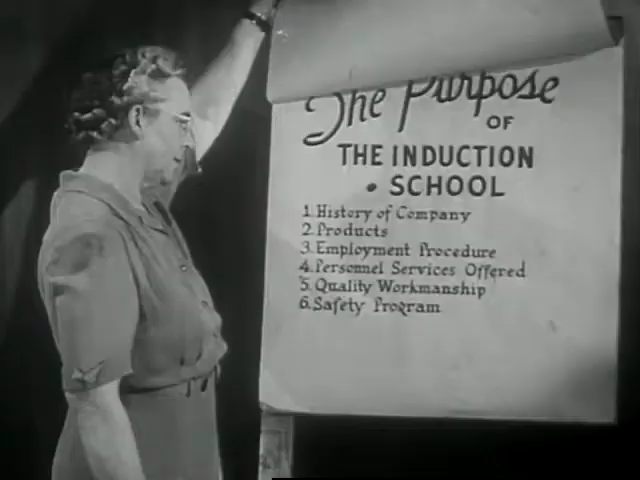 The Purpose
OF
THE INDUCTION
• SCHOOL
1. History of Company
2. Products
3. Employment Procedure
4. Personnel Services Offered
5. Quality Workmanship
6. Safety Program